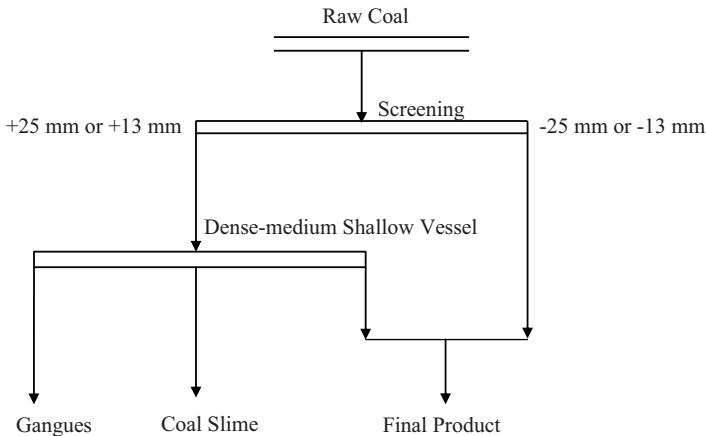 Raw Coal
Screening
+25 mm or +13 mm
-25 mm or -13 mm
Dense-medium Shallow Vessel
Gangues
Coal Slime
Final Product